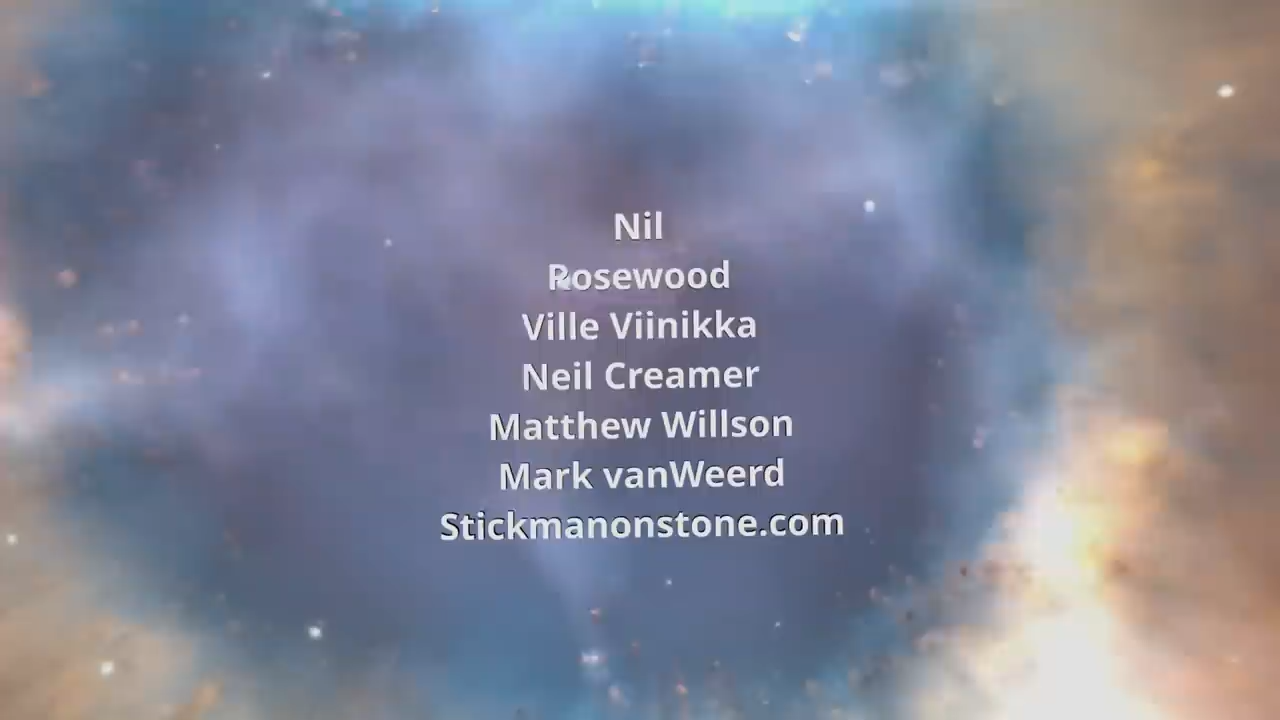 Nil
Rosewood
Ville Viinikka
Neil Creamer
Matthew Willson
Mark vanWeerd
Stickmanonstone.com